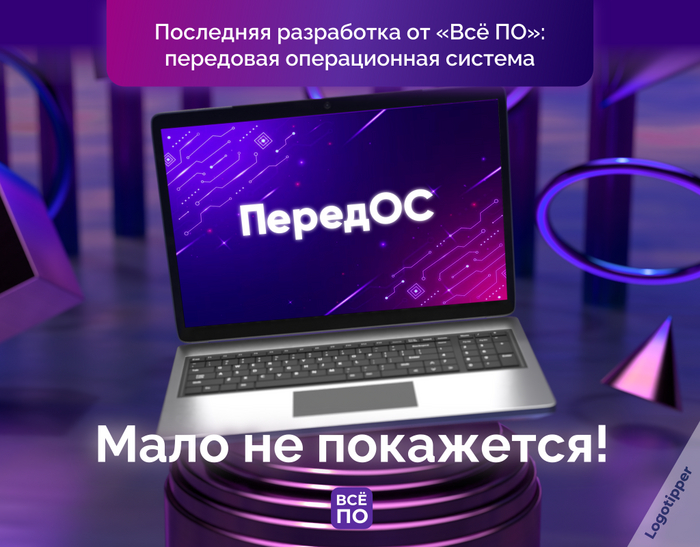 Последняя разработка от «Всё ПО»:
передовая операционная система
ПередОС
Мало не покажется!
ВСЁ
ПО
Logotipper